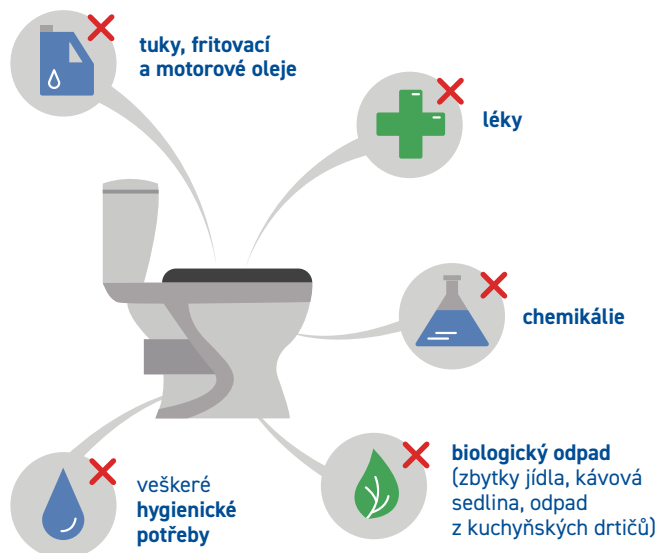 tuky, fritovací
a motorové oleje
léky
chemikálie
biologický odpad
(zbytky jídla, kávová
sedlina, odpad
z kuchyňských drtičů)
veškeré
hygienické
potřeby